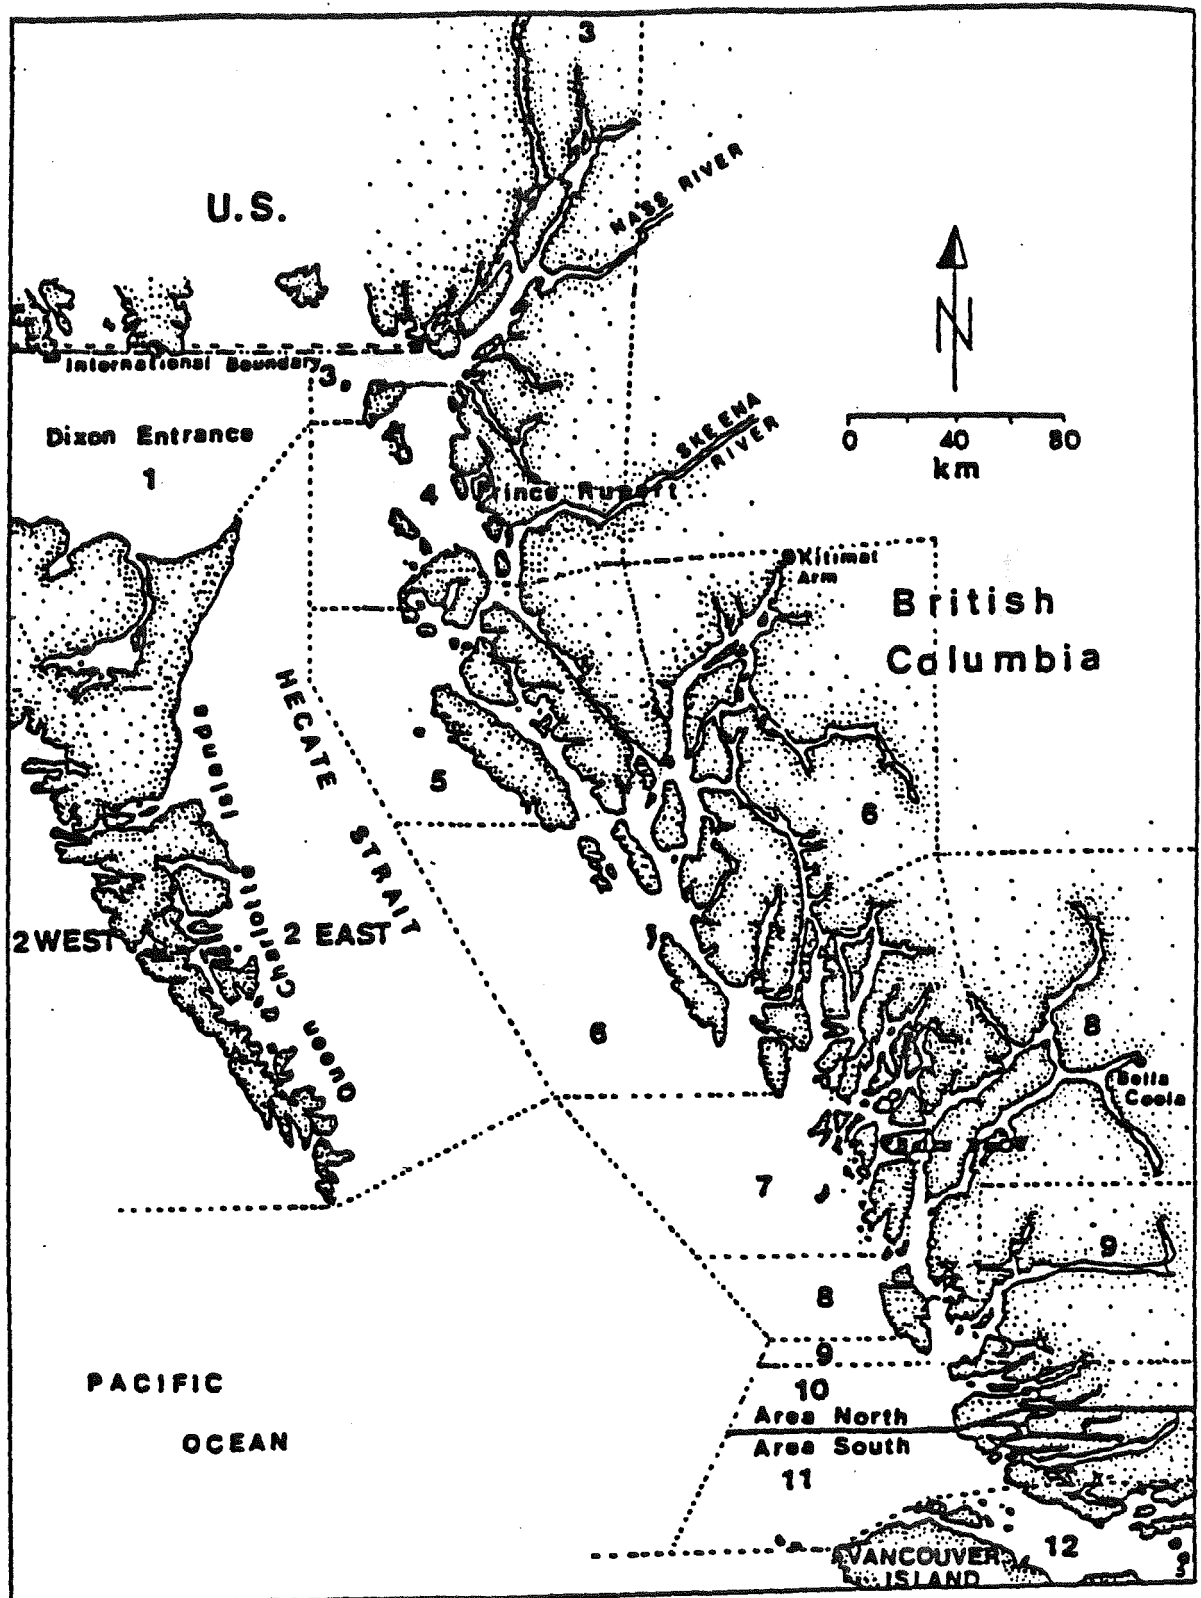 3
NASS RIVER
U.S.
N
International Boundary
3
Dixon Entrance
1
SKEENA
RIVER
0 40 80
km
4
Prince Rupert
Kitimat
Arm
British
Columbia
HECATE STRAIT
Queen Charlotte Islands
5
6
2 WEST
2 EAST
6
8
Bella
Coola
7
9
8
9
10
PACIFIC
OCEAN
Area North
Area South
11
12
VANCOUVER
ISLAND